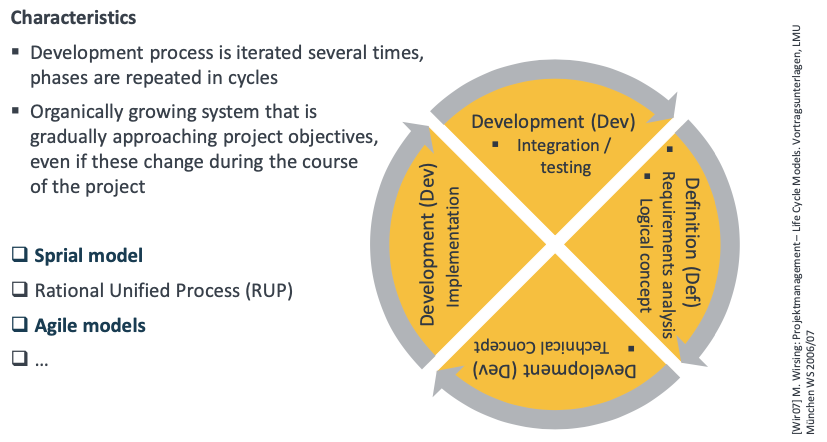 Characteristics
▪ Development process is iterated several times,
phases are repeated in cycles
▪ Organically growing system that is
gradually approaching project objectives,
even if these change during the course
of the project
❑ Sprial model
❑ Rational Unified Process (RUP)
❑ Agile models
❑ ...
Development (Dev)
▪ Integration /
testing
Definition (Def)
▪ Requirements analysis
▪ Logical concept
Development (Dev)
▪ Technical Concept
Development (Dev)
Implementation
[Wir07] M. Wirsing: Projektmanagement– Life Cycle Models. Vortragsunterlagen, LMU
München WS 2006/07